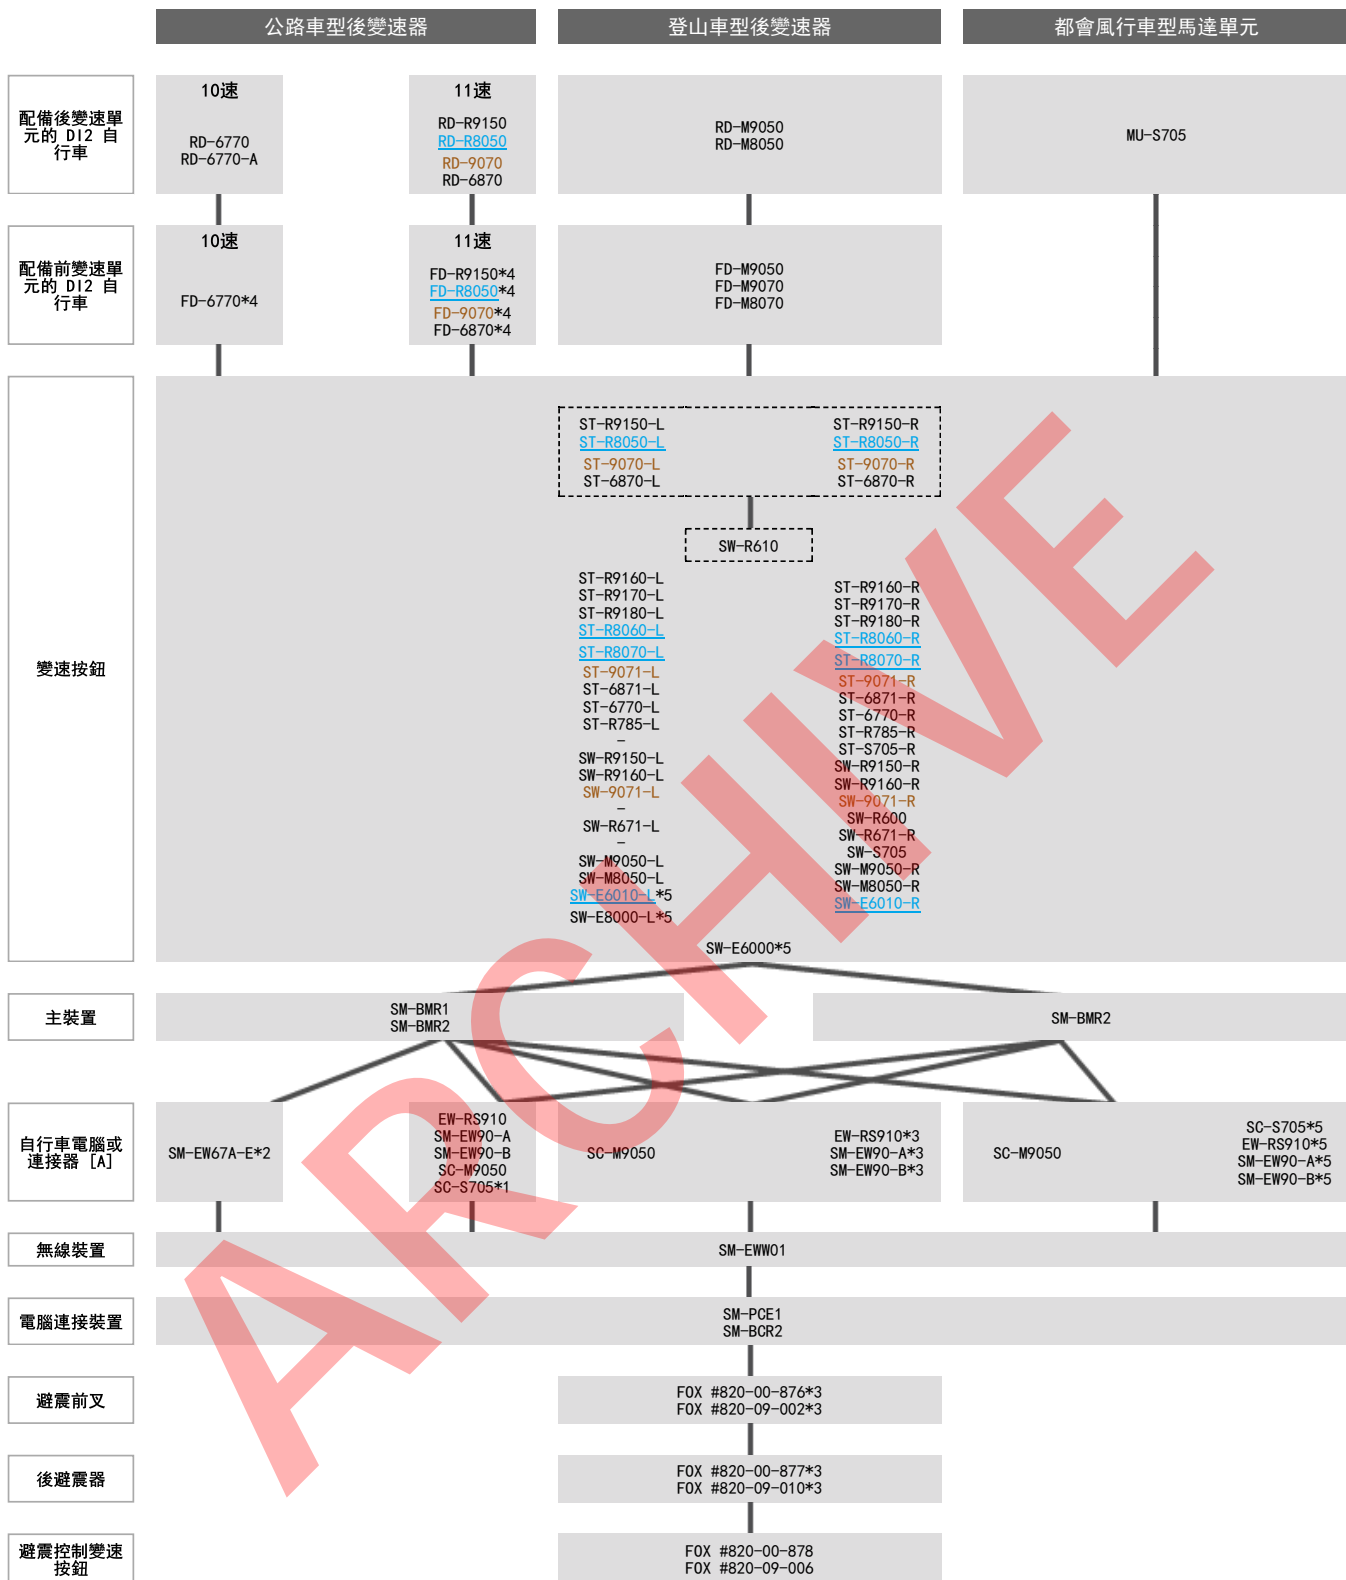 公路車型後變速器
登山車型後變速器
都會風行車型馬達單元
配備後變速單
元的 DI2 自
行車
10速
RD-6770
RD-6770-A
11速
RD-R9150
RD-R8050
RD-9070
RD-6870
RD-M9050
RD-M8050
MU-S705
配備前變速單
元的 DI2 自
行車
10速
FD-6770*4
11速
FD-R9150*4
FD-R8050*4
FD-9070*4
FD-6870*4
FD-M9050
FD-M9070
FD-M8070
變速按鈕
ST-R9150-L
ST-R8050-L
ST-9070-L
ST-6870-L
ST-R9150-R
ST-R8050-R
ST-9070-R
ST-6870-R
SW-R610
ST-R9160-L
ST-R9170-L
ST-R9180-L
ST-R8060-L
ST-R8070-L
ST-9071-L
ST-6871-L
ST-6770-L
ST-R785-L
-
SW-R9150-L
SW-R9160-L
SW-9071-L
-
SW-R671-L
-
SW-M9050-L
SW-M8050-L
SW-E6010-L*5
SW-E8000-L*5
ST-R9160-R
ST-R9170-R
ST-R9180-R
ST-R8060-R
ST-R8070-R
ST-9071-R
ST-6871-R
ST-6770-R
ST-R785-R
ST-S705-R
SW-R9150-R
SW-R9160-R
SW-9071-R
SW-R600
SW-R671-R
SW-S705
SW-M9050-R
SW-M8050-R
SW-E6010-R
SW-E6000*5
主裝置
SM-BMR1
SM-BMR2
SM-BMR2
自行車電腦或
連接器 [A]
SM-EW67A-E*2
EW-RS910
SM-EW90-A
SM-EW90-B
SC-M9050
SC-S705*1
SC-M9050
EW-RS910*3
SM-EW90-A*3
SM-EW90-B*3
SC-M9050
SC-S705*5
EW-RS910*5
SM-EW90-A*5
SM-EW90-B*5
無線裝置
SM-EWW01
電腦連接裝置
SM-PCE1
SM-BCR2
避震前叉
FOX #820-00-876*3
FOX #820-09-002*3
後避震器
FOX #820-00-877*3
FOX #820-09-010*3
避震控制變速
按鈕
FOX #820-00-878
FOX #820-09-006
ARCHIVE